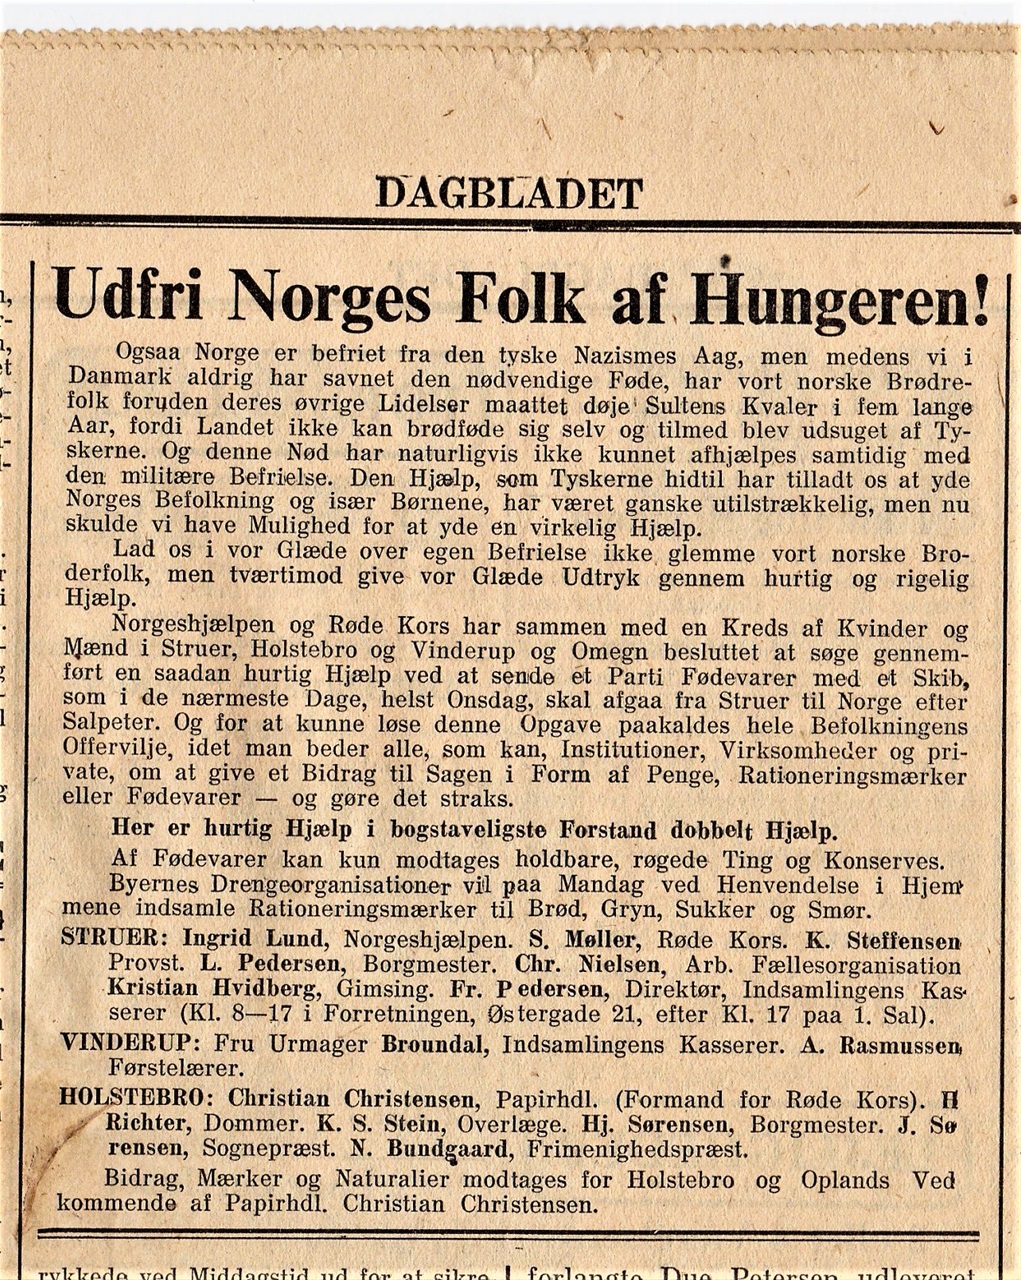 DAGBLADET
Udfri Norges Folk af Hungeren!
Ogsaa Norge er befriet fra den tyske Nazismes Aag, men medens vi i
Danmark aldrig har savnet den nødvendige Føde, har vort norske Brødre-
folk foruden deres øvrige Lidelser maattet døje Sultens Kvaler i fem lange
Aar, fordi Landet ikke kan brødføde sig selv og tilmed blev udsuget af Ty-
skerne. Og denne Nød har naturligvis ikke kunnet afhjælpes samtidig med
den militære Befrielse. Den Hjælp, som Tyskerne hidtil har tilladt os at yde
Norges Befolkning og især Børnene, har været ganske utilstrækkelig, men nu
skulde vi have Mulighed for at yde en virkelig Hjælp.
Lad os i vor Glæde over egen Befrielse ikke glemme vort norske Bro-
derfolk, men tværtimod give vor Glæde Udtryk gennem hurtig og rigelig
Hjælp.
Norgeshjælpen og Røde Kors har sammen med en Kreds af Kvinder og
Mænd i Struer, Holstebro og Vinderup og Omegn besluttet at søge gennem-
ført en saadan hurtig Hjælp ved at sende et Parti Fødevarer med et Skib,
som i de nærmeste Dage, helst Onsdag, skal afgaa fra Struer til Norge efter
Salpeter. Og for at kunne løse denne Opgave paakaldes hele Befolkningens
Offervilje, idet man beder alle, som kan, Institutioner, Virksomheder og pri-
vate, om at give et Bidrag til Sagen i Form af Penge, Rationeringsmærker
eller Fødevarer — og gøre det straks.
Her er hurtig Hjælp i bogstaveligste Forstand dobbelt Hjælp.
Af Fødevarer kan kun modtages holdbare, røgede Ting og Konserves.
Byernes Drengeorganisationer vil paa Mandag ved Henvendelse i Hjem
mene indsamle Rationeringsmærker til Brød, Gryn, Sukker og Smør.
STRUER: Ingrid Lund, Norgeshjælpen. S. Møller, Røde Kors. K. Steffensen
Provst. L. Pedersen, Borgmester. Chr. Nielsen, Arb. Fællesorganisation
Kristian Hvidberg, Gimsing. Fr. Pedersen, Direktør, Indsamlingens Kas-
serer (Kl. 8—17 i Forretningen, Østergade 21, efter Kl. 17 paa 1. Sal).
VINDERUP: Fru Urmager Broundal, Indsamlingens Kasserer. A. Rasmussen,
Førstelærer.
HOLSTEBRO: Christian Christensen, Papirhdl. (Formand for Røde Kors). H
Richter, Dommer. K. S. Stein, Overlæge. Hj. Sørensen, Borgmester. J. Sø
rensen, Sognepræst. N. Bundgaard, Frimenighedspræst.
Bidrag, Mærker og Naturalier modtages for Holstebro og Oplands Ved
kommende af Papirhdl. Christian Christensen.
rykkede ved Middagstid ud for at sikre
forlangte Due Petersen udleveret